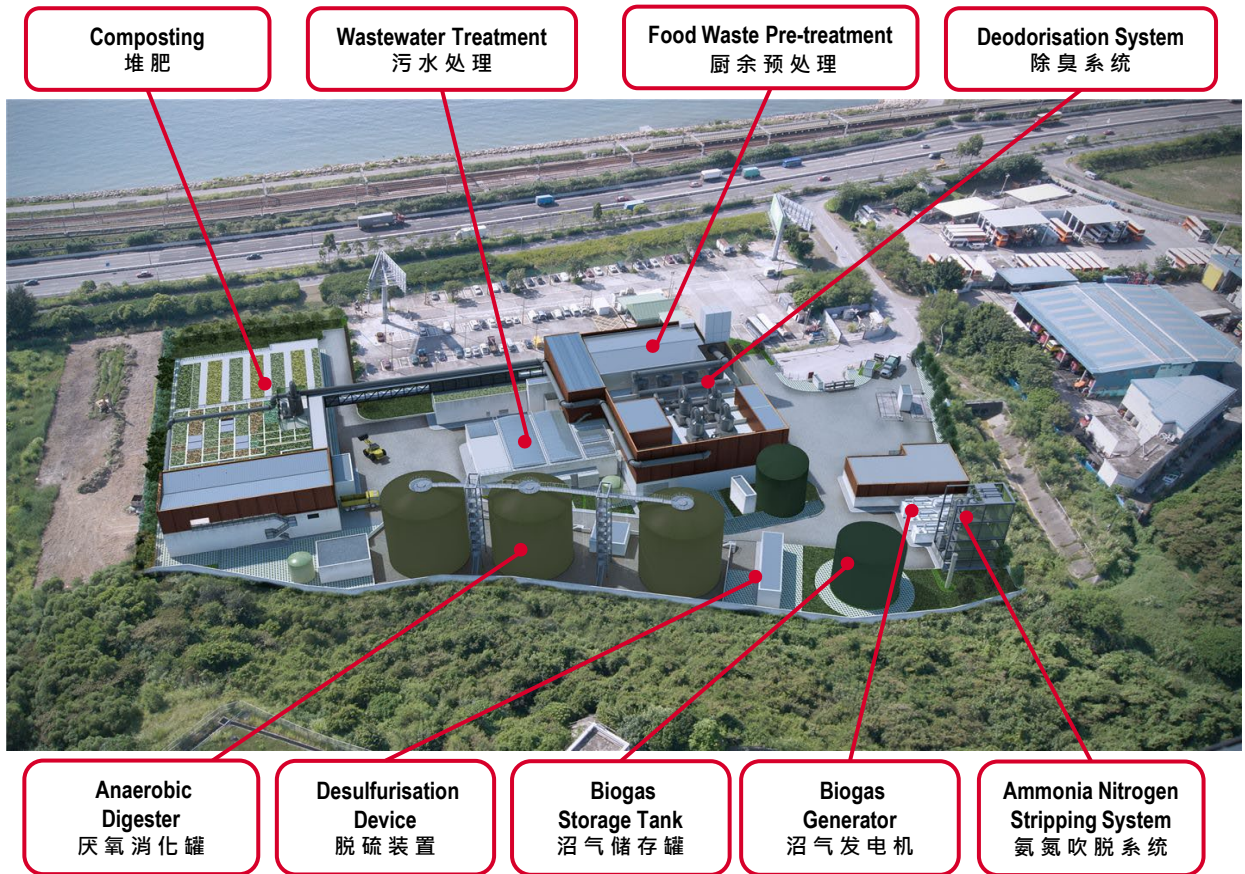 Composting
堆肥
Wastewater Treatment
污水处理
Food Waste Pre-treatment
厨余预处理
Deodorisation System
除臭系统
Anaerobic
Digester
厌氧消化罐
Desulfurisation
Device
脱硫装置
Biogas
Storage Tank
沼气储存罐
Biogas
Generator
沼气发电机
Ammonia Nitrogen
Stripping System
氨氮吹脱系统